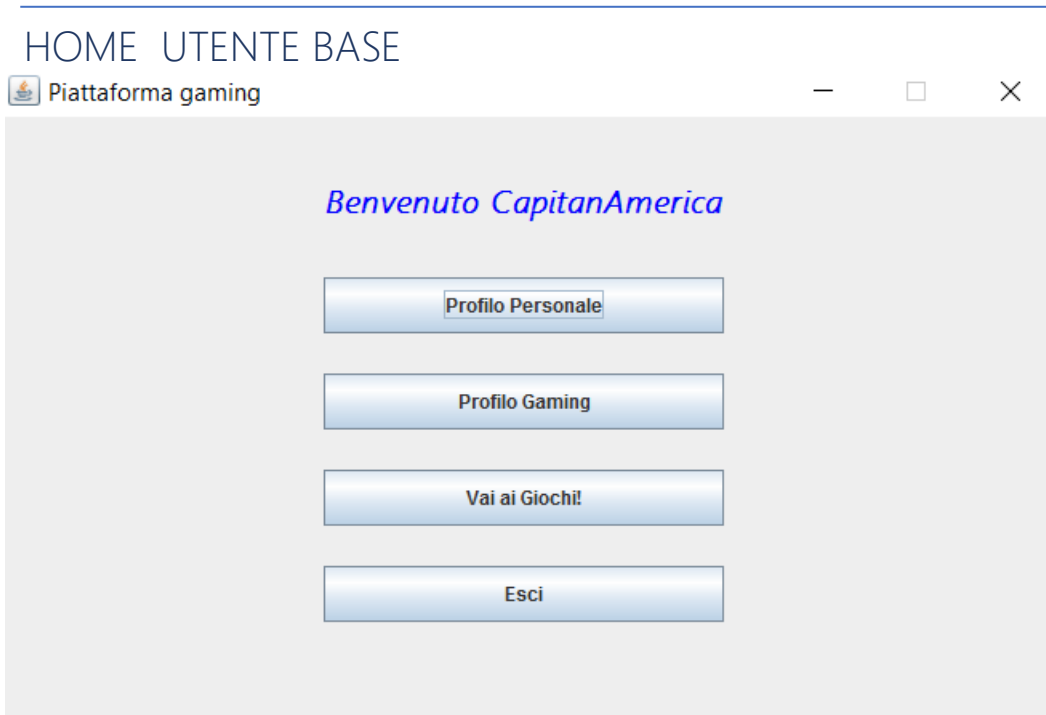 HOME UTENTE BASE
Piattaforma gaming
Benvenuto CapitanAmerica
Profilo Personale
Profilo Gaming
Vai ai Giochi!
Esci